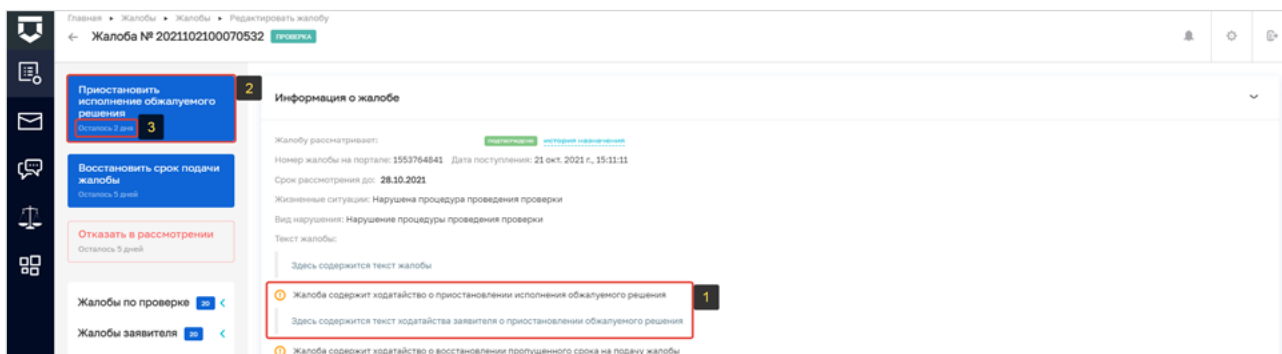 Главная ▸ Жалобы ▸ Жалобы ▸ Редактировать жалобу
← Жалоба № 2021102100070532 ПРОВЕРКА
Приостановить
исполнение обжалуемого
решения
Осталось 2 дня
2
3
Восстановить срок подачи
жалобы
Осталось 5 дней
Отказать в рассмотрении
Осталось 5 дней
Жалобы по проверке 20
Жалобы заявителя 20
Информация о жалобе
Жалобу рассматривает: ПОДТВЕРЖДЕНО история назначения
Номер жалобы на портале: 1553764841 Дата поступления: 21 окт. 2021 г., 15:11:11
Срок рассмотрения до: 28.10.2021
Жизненные ситуации: Нарушена процедура проведения проверки
Вид нарушения: Нарушение процедуры проведения проверки
Текст жалобы:
Здесь содержится текст жалобы
Жалоба содержит ходатайство о приостановлении исполнения обжалуемого решения
1
Здесь содержится текст ходатайства заявителя о приостановлении обжалуемого решения
Жалоба содержит ходатайство о восстановлении пропущенного срока на подачу жалобы